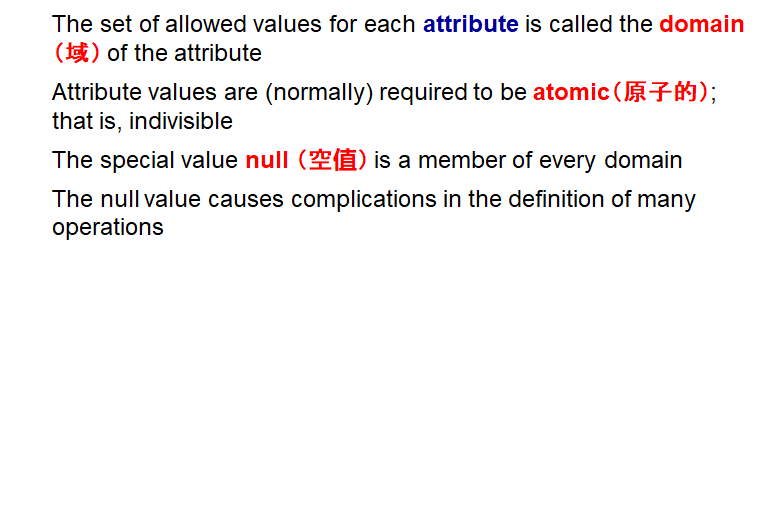 The set of allowed values for each attribute is called the domain
（域）of the attribute
Attribute values are (normally) required to be atomic（原子的）;
that is, indivisible
The special value null （空值）is a member of every domain
The null value causes complications in the definition of many
operations